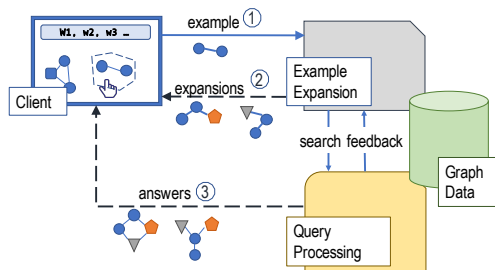 W1, W2, W3 …
example 1
Client
expansions 2
Example
Expansion
search feedback
Graph
Data
answers 3
Query
Processing